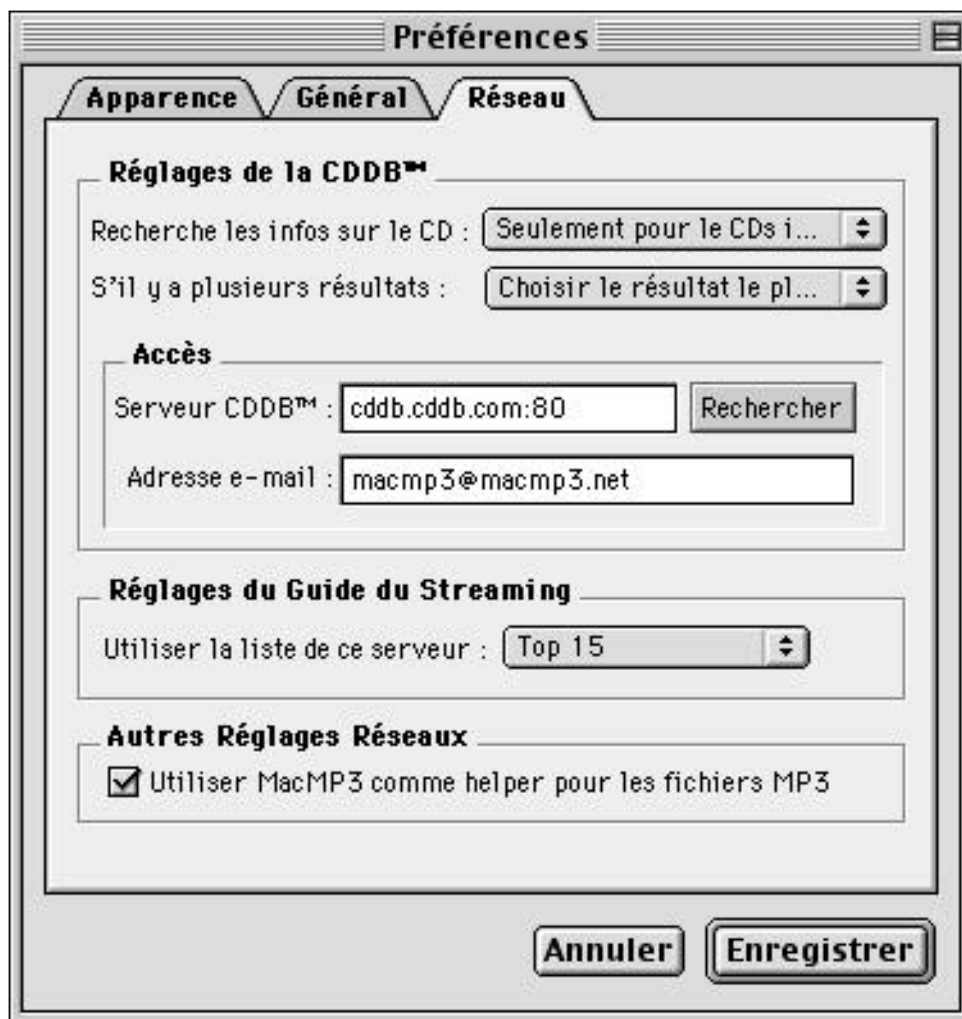 Préférences
Apparence Général Réseau
Réglages de la CDDB™
Recherche les infos sur le CD : Seulement pour le CDs i...
S'il y a plusieurs résultats : Choisir le résultat le pl...
Accès
Serveur CDDB™ : cddb.cddb.com:80 Rechercher
Adresse e-mail : macmp3@macmp3.net
Réglages du Guide du Streaming
Utiliser la liste de ce serveur : Top 15
Autres Réglages Réseaux
Utiliser MacMP3 comme helper pour les fichiers MP3
Annuler Enregistrer